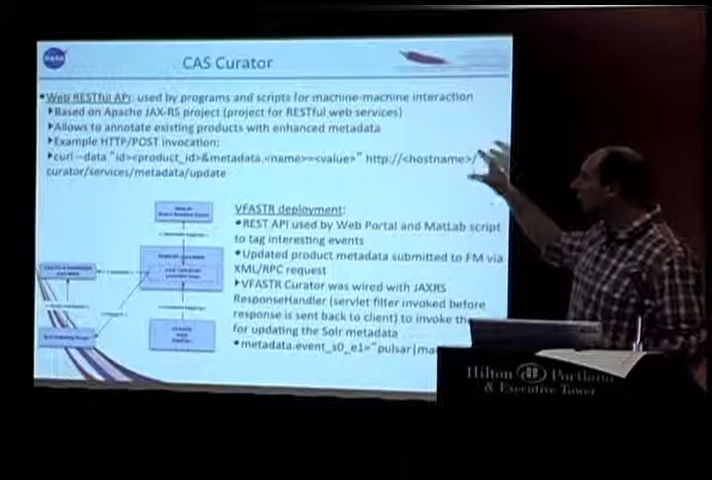 CAS Curator
•Web RESTful API: used by programs and scripts for machine-machine interaction
Based on Apache JAX-RS project (project for RESTful web services)
Allows to annotate existing products with enhanced metadata
Example HTTP/POST invocation:
curl --data "id=<product_id>&metadata.<name>=<value>" http://<hostname>/
curator/services/metadata/update
VFASTR deployment:
•REST API used by Web Portal and MatLab script
to tag interesting events
•Updated product metadata submitted to FM via
XML/RPC request
VFASTR Curator was wired with JAXRS
ResponseHandler (servlet filter invoked before
response is sent back to client) to invoke the
for updating the Solr metadata
•metadata.event_s0_e1="pulsar|ma
Hilton Portland
& Executive Tower